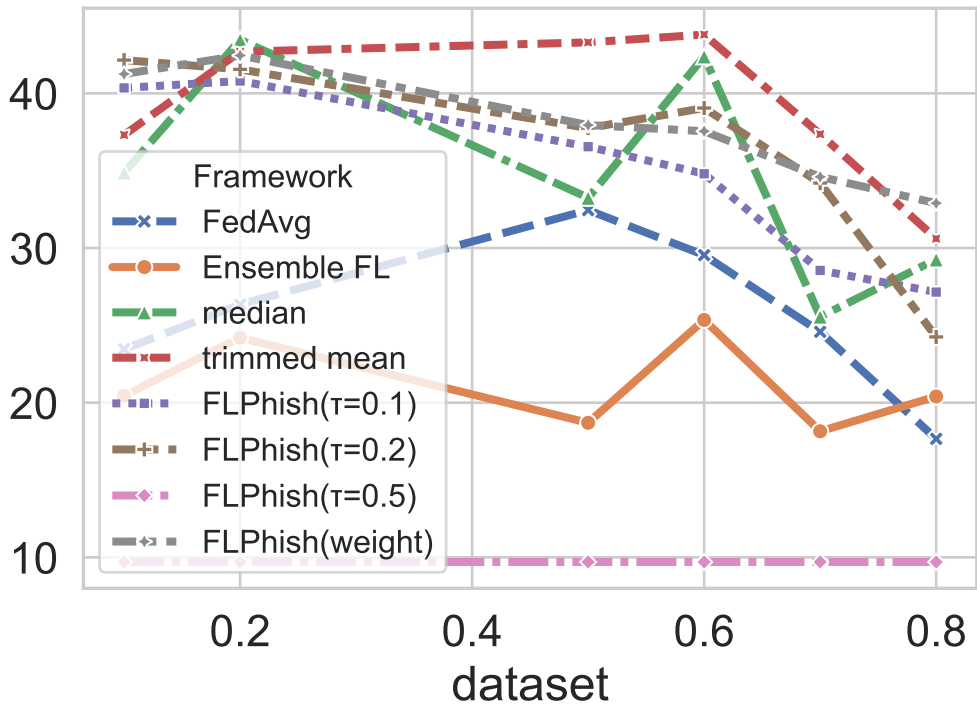 40
30
20
10
Framework
FedAvg
Ensemble FL
median
trimmed mean
FLPhish(τ=0.1)
FLPhish(τ=0.2)
FLPhish(τ=0.5)
FLPhish(weight)
0.2 0.4 0.6 0.8
dataset